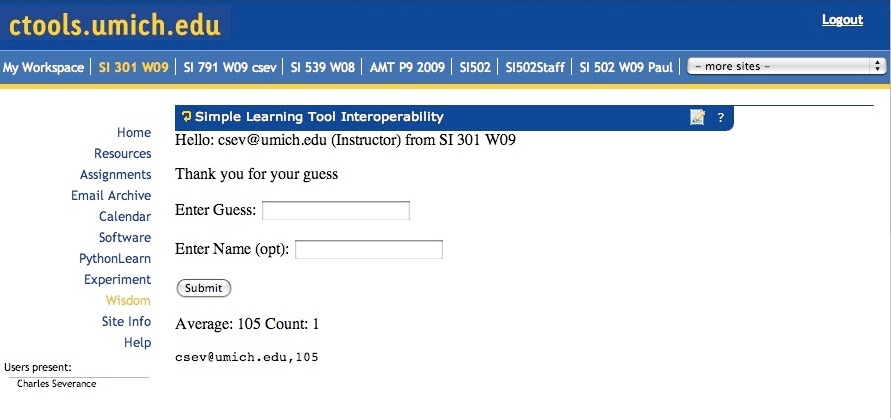 ctools.umich.edu
Logout
My Workspace SI 301 W09 SI 791 W09 csev SI 539 W08 AMT P9 2009 SI502 SI502Staff SI 502 W09 Paul - more sites -
Simple Learning Tool Interoperability ?
Hello: csev@umich.edu (Instructor) from SI 301 W09
Thank you for your guess
Enter Guess:
Enter Name (opt):
Submit
Average: 105 Count: 1
csev@umich.edu,105
Home
Resources
Assignments
Email Archive
Calendar
Software
PythonLearn
Experiment
Wisdom
Site Info
Help
Users present:
Charles Severance